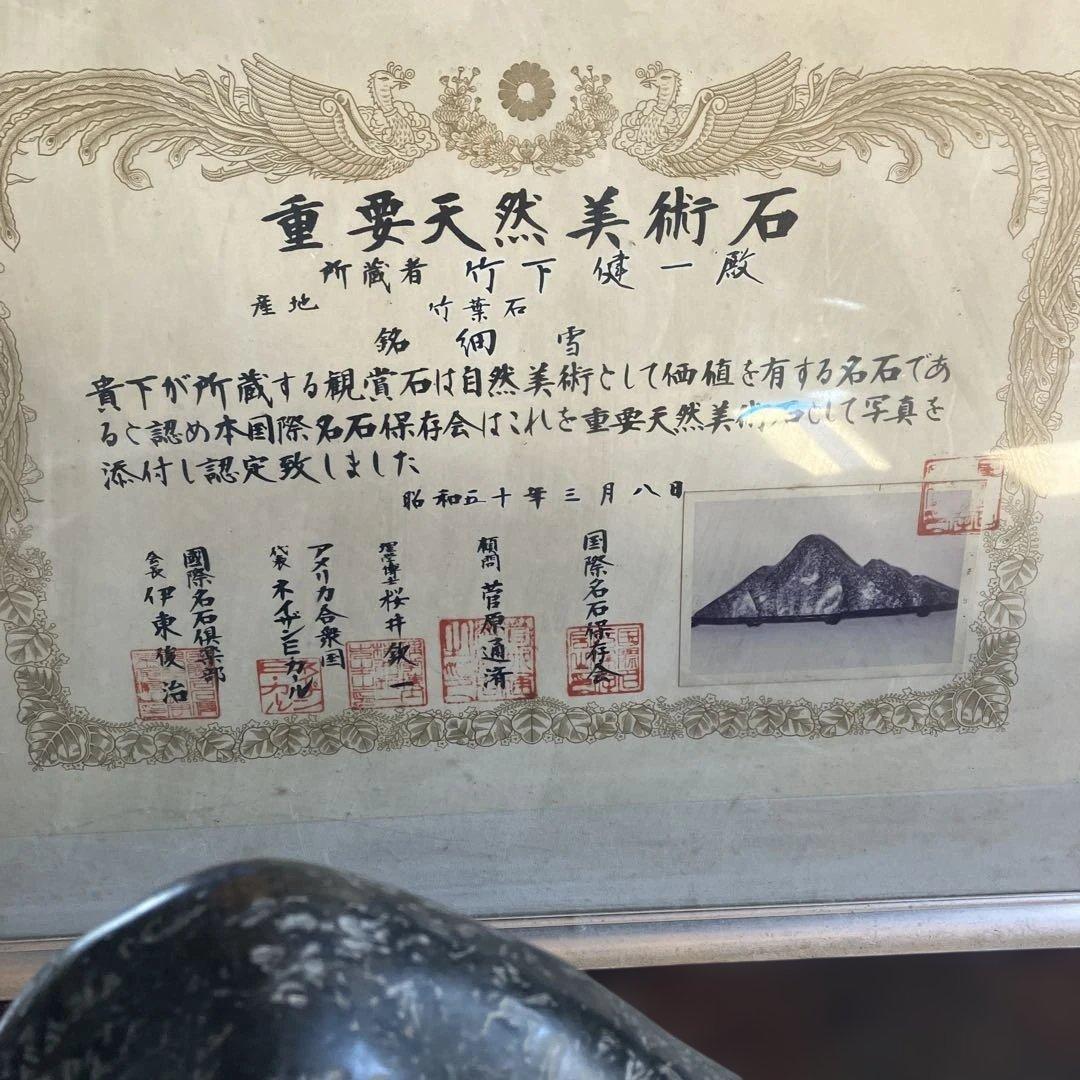 重要天然美術石
所蔵者 竹下健一殿
産地 竹葉石
銘 細雪
貴下が所蔵する観賞石は自然美術として価値を有する名石であ
ると認め本国際名石保存会はこれを重要天然美術石として写真を
添付し認定致しました
昭和五十年三月八日
国際名石保存会
顧問 菅原通済
理学博士 桜井欽一
アメリカ合衆国
代表 ネイザンEカール
國際名石倶楽部
会長 伊東俊治